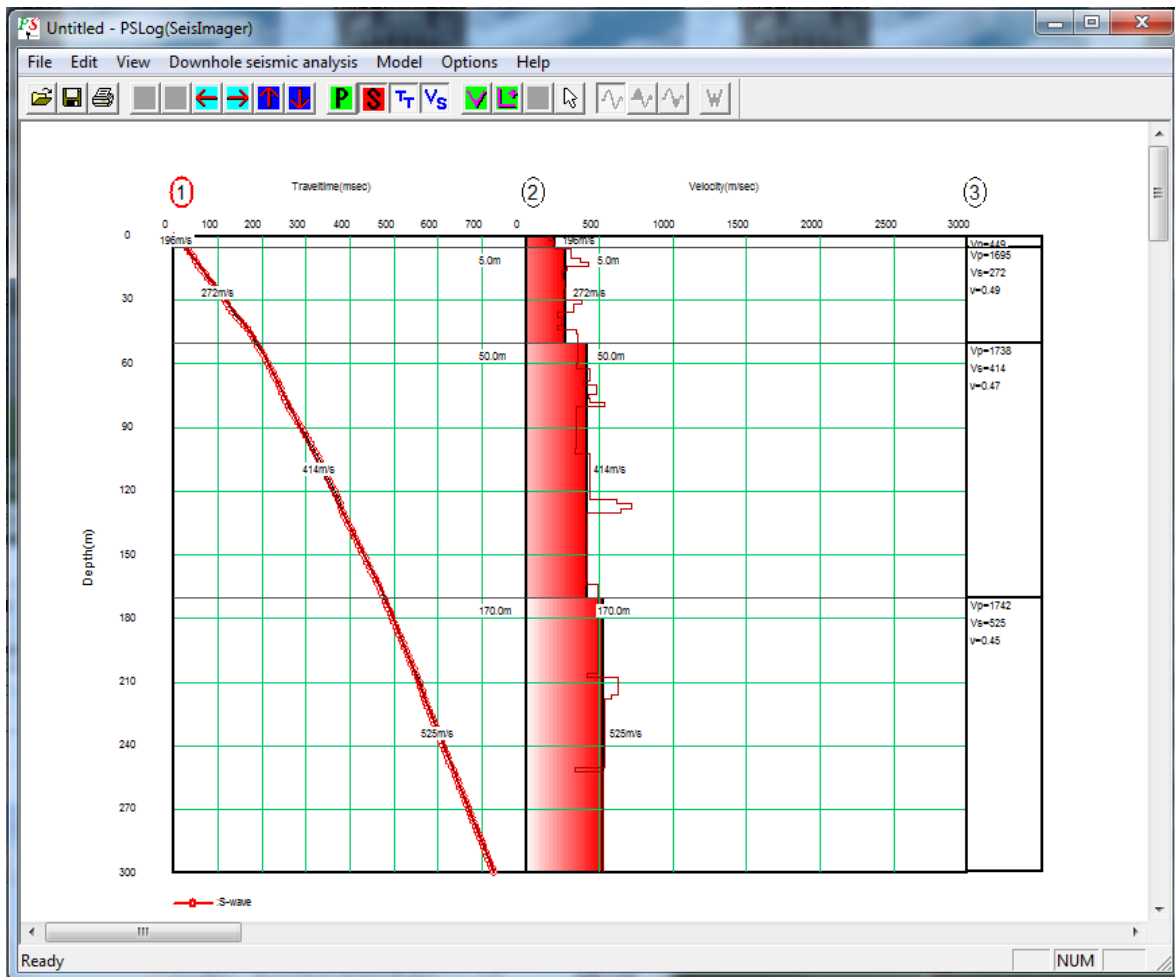 Untitled - PSLog(SeisImager)
File Edit View Downhole seismic analysis Model Options Help
P S TT VS W
1 Traveltime(msec) 2 Velocity(m/sec) 3
0 100 200 300 400 500 600 700 0 500 1000 1500 2000 2500 3000
0 196m/s 196m/s Vp=449
5.0m 5.0m Vp=1695
Vs=272
272m/s 272m/s ν=0.49
30
50.0m 50.0m Vp=1738
60 Vs=414
ν=0.47
90
414m/s 414m/s
120
Depth(m)
150
170.0m 170.0m Vp=1742
180 Vs=525
ν=0.45
210
525m/s 525m/s
240
270
300
:S-wave
Ready NUM